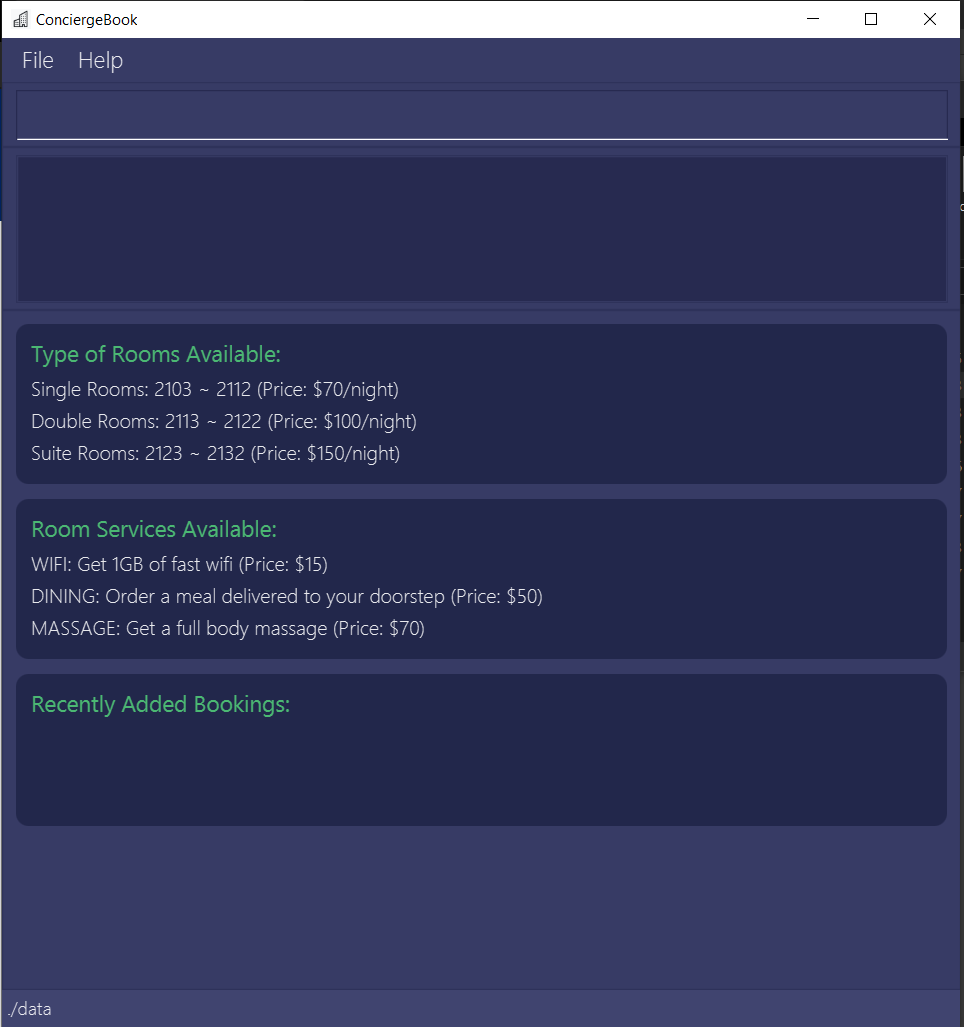 ConciergeBook
File Help
Type of Rooms Available:
Single Rooms: 2103 ~ 2112 (Price: $70/night)
Double Rooms: 2113 ~ 2122 (Price: $100/night)
Suite Rooms: 2123 ~ 2132 (Price: $150/night)
Room Services Available:
WIFI: Get 1GB of fast wifi (Price: $15)
DINING: Order a meal delivered to your doorstep (Price: $50)
MASSAGE: Get a full body massage (Price: $70)
Recently Added Bookings:
./data